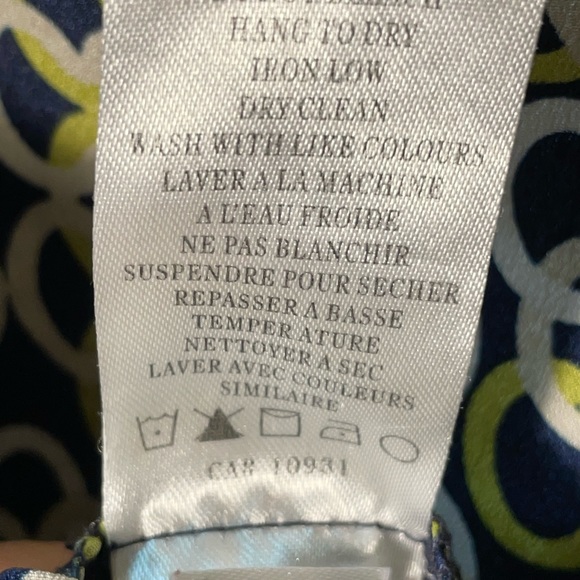 HANG TO DRY
IRON LOW
DRY CLEAN
WASH WITH LIKE COLOURS
LAVER A LA MACHINE
A L'EAU FROIDE
NE PAS BLANCHIR
SUSPENDRE POUR SECHER
REPASSER A BASSE
TEMPERATURE
NETTOYER A SEC
LAVER AVEC COULEURS
SIMILAIRE
CA# 10931